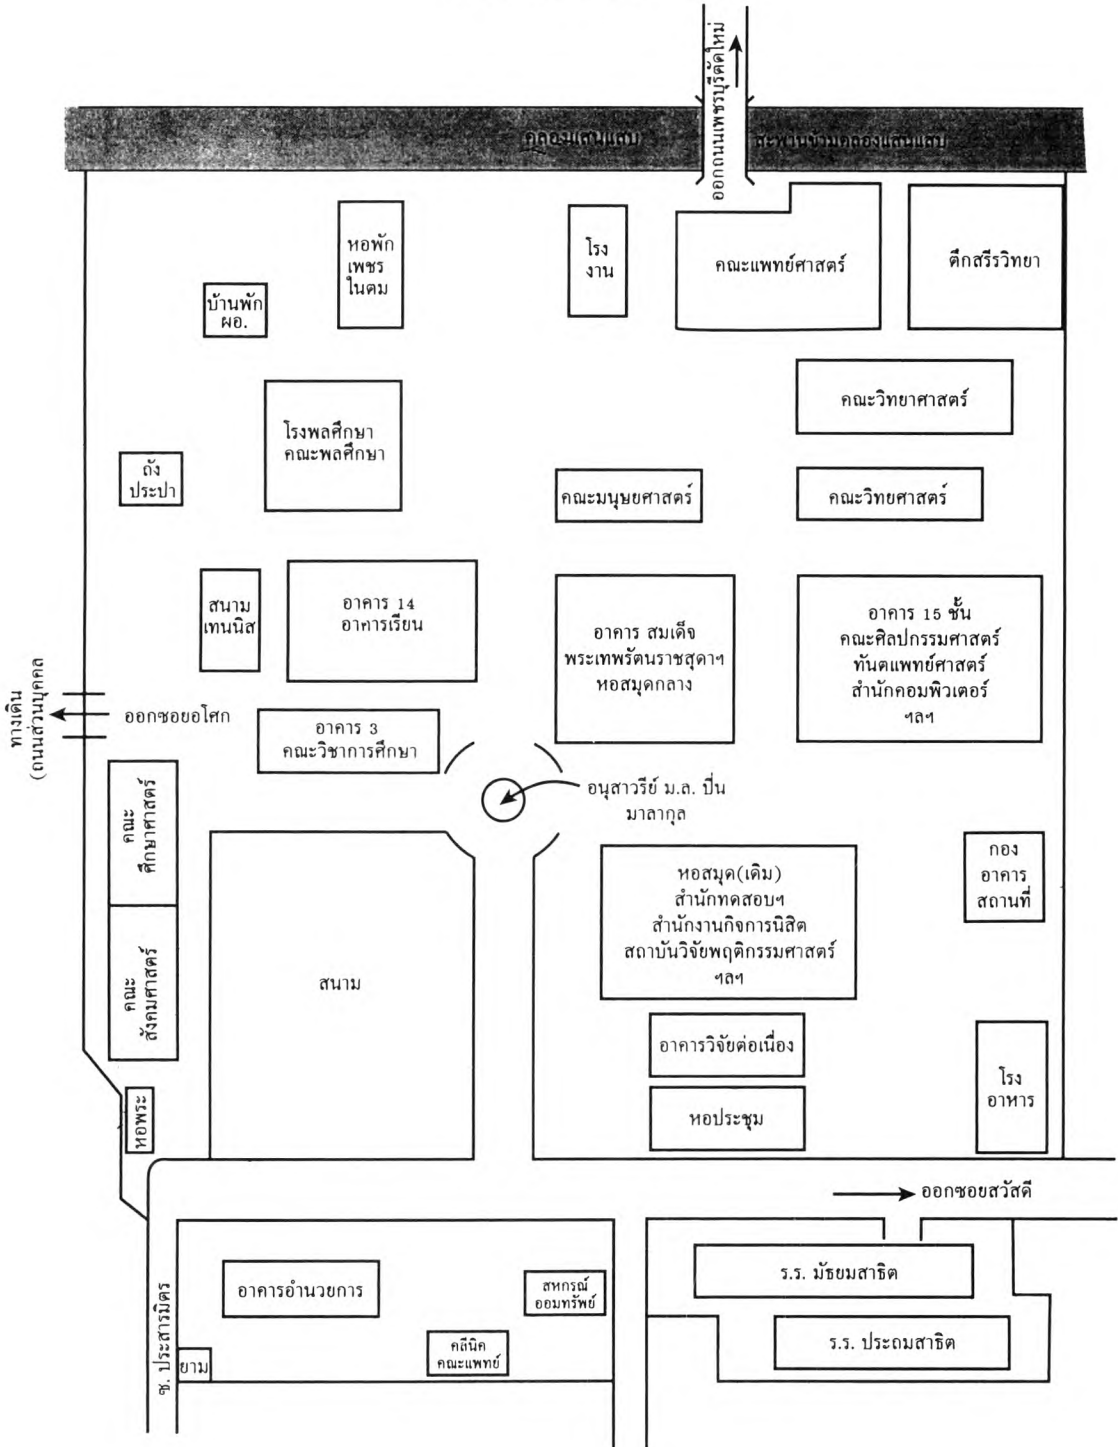 ออกถนนเพชรบุรีตัดใหม่
คลองแสนแสบ
สะพานข้ามคลองแสนแสบ
หอพัก
เพชร
ในตม
โรง
งาน
คณะแพทย์ศาสตร์
ตึกสรีรวิทยา
บ้านพัก
ผอ.
คณะวิทยาศาสตร์
โรงพลศึกษา
คณะพลศึกษา
ถัง
ประปา
คณะมนุษยศาสตร์
คณะวิทยศาสตร์
สนาม
เทนนิส
อาคาร 14
อาคารเรียน
อาคาร สมเด็จ
พระเทพรัตนราชสุดาฯ
หอสมุดกลาง
อาคาร 15 ชั้น
คณะศิลปกรรมศาสตร์
ทันตแพทย์ศาสตร์
สำนักคอมพิวเตอร์
ฯลฯ
ทางเดิน
(ถนนส่วนบุคคล
ออกซอยอโศก
อาคาร 3
คณะวิชาการศึกษา
อนุสาวรีย์ ม.ล. ปิ่น
มาลากุล
คณะ
ศึกษาศาสตร์
หอสมุด(เดิม)
สำนักทดสอบฯ
สำนักงานกิจการนิสิต
สถาบันวิจัยพฤติกรรมศาสตร์
ฯลฯ
กอง
อาคาร
สถานที่
คณะ
สังคมศาสตร์
สนาม
อาคารวิจัยต่อเนื่อง
โรง
อาหาร
หอพระ
หอประชุม
ออกซอยสวัสดี
ซ. ประสารมิตร
อาคารอำนวยการ
สหกรณ์
ออมทรัพย์
ร.ร. มัธยมสาธิต
ยาม
คลีนิค
คณะแพทย์
ร.ร. ประถมสาธิต